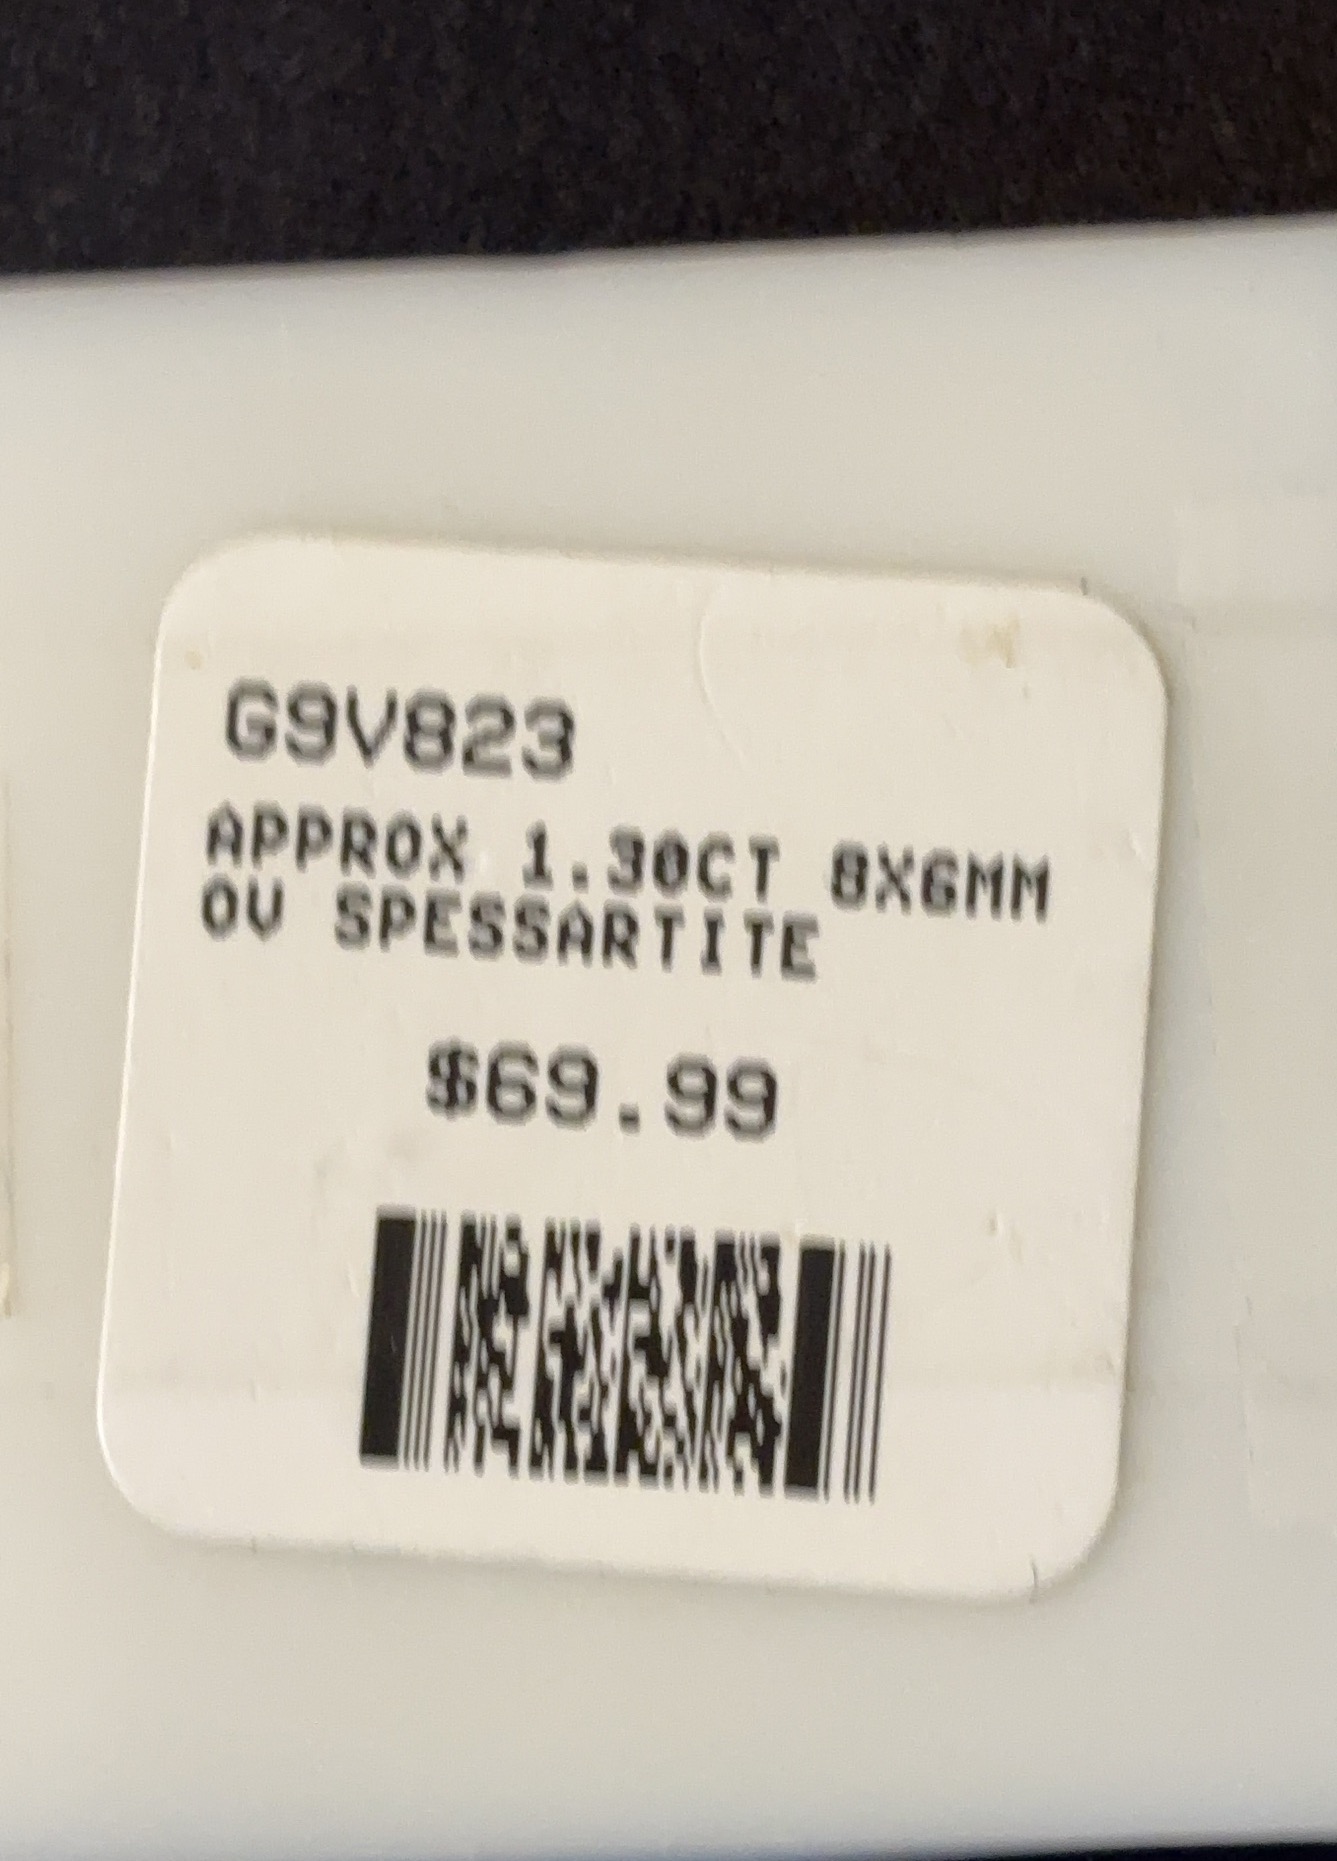 G9V823
APPROX 1.30CT 8X6MM
OV SPESSARTITE
$69.99